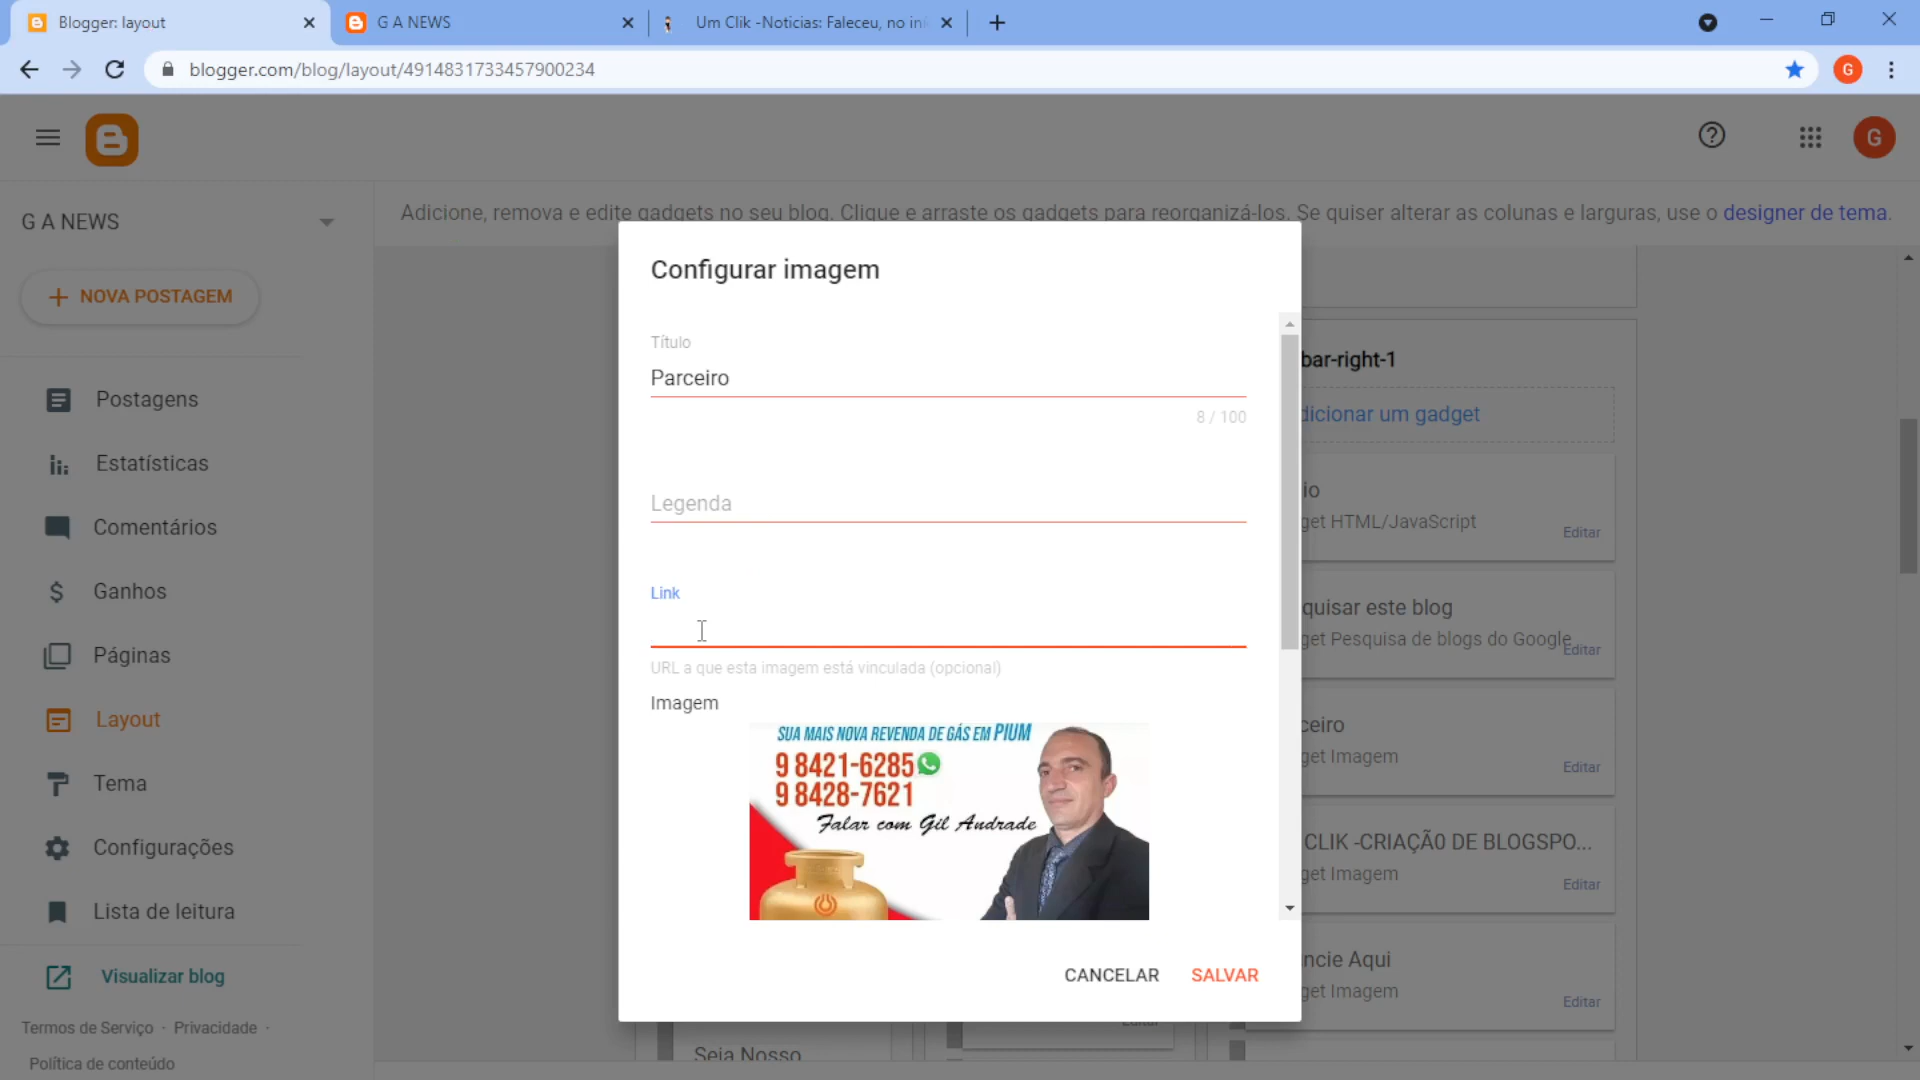 Blogger: layout
G A NEWS
Um Clik -Noticias: Faleceu, no in
blogger.com/blog/layout/4914831733457900234
G
G
G A NEWS
Adicione, remova e edite gadgets no seu blog. Clique e arraste os gadgets para reorganizá-los. Se quiser alterar as colunas e larguras, use o designer de tema.
NOVA POSTAGEM
Postagens
Estatísticas
Comentários
Ganhos
Páginas
Layout
Tema
Configurações
Lista de leitura
Visualizar blog
Termos de Serviço · Privacidade ·
Política de conteúdo
Configurar imagem
Título
Parceiro
8 / 100
Legenda
Link
URL a que esta imagem está vinculada (opcional)
Imagem
SUA MAIS NOVA REVENDA DE GÁS EM PIUM
9 8421-6285
9 8428-7621
Falar com Gil Andrade
CANCELAR SALVAR
bar-right-1
dicionar um gadget
io
get HTML/JavaScript
Editar
quisar este blog
get Pesquisa de blogs do Google
Editar
ceiro
get Imagem
Editar
CLIK -CRIAÇÃ0 DE BLOGSPO...
get Imagem
Editar
ncie Aqui
get Imagem
Editar
Editar
Seja Nosso